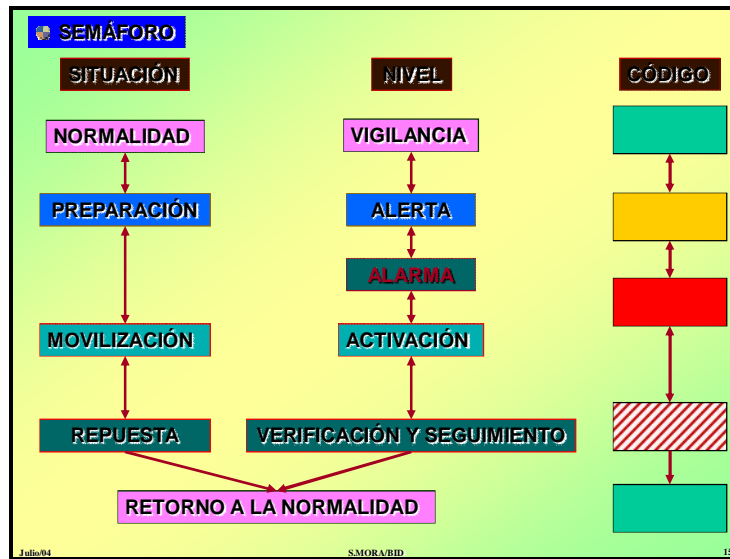 SEMÁFORO
SITUACIÓN
NIVEL
CÓDIGO
NORMALIDAD
VIGILANCIA
PREPARACIÓN
ALERTA
ALARMA
MOVILIZACIÓN
ACTIVACIÓN
REPUESTA
VERIFICACIÓN Y SEGUIMIENTO
RETORNO A LA NORMALIDAD
Julio/04
S.MORA/BID